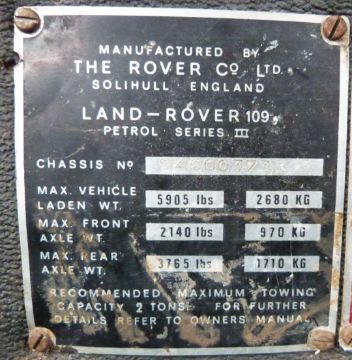 MANUFACTURED BY
THE ROVER CO LTD.
SOLIHULL ENGLAND
LAND-ROVER 109
PETROL SERIES III
CHASSIS NO
MAX. VEHICLE LADEN WT. 5905 lbs 2680 KG
MAX. FRONT AXLE WT. 2140 lbs 970 KG
MAX. REAR AXLE WT. 3765 lbs 1710 KG
RECOMMENDED MAXIMUM TOWING
CAPACITY 2 TONS. FOR FURTHER
DETAILS REFER TO OWNERS MANUAL